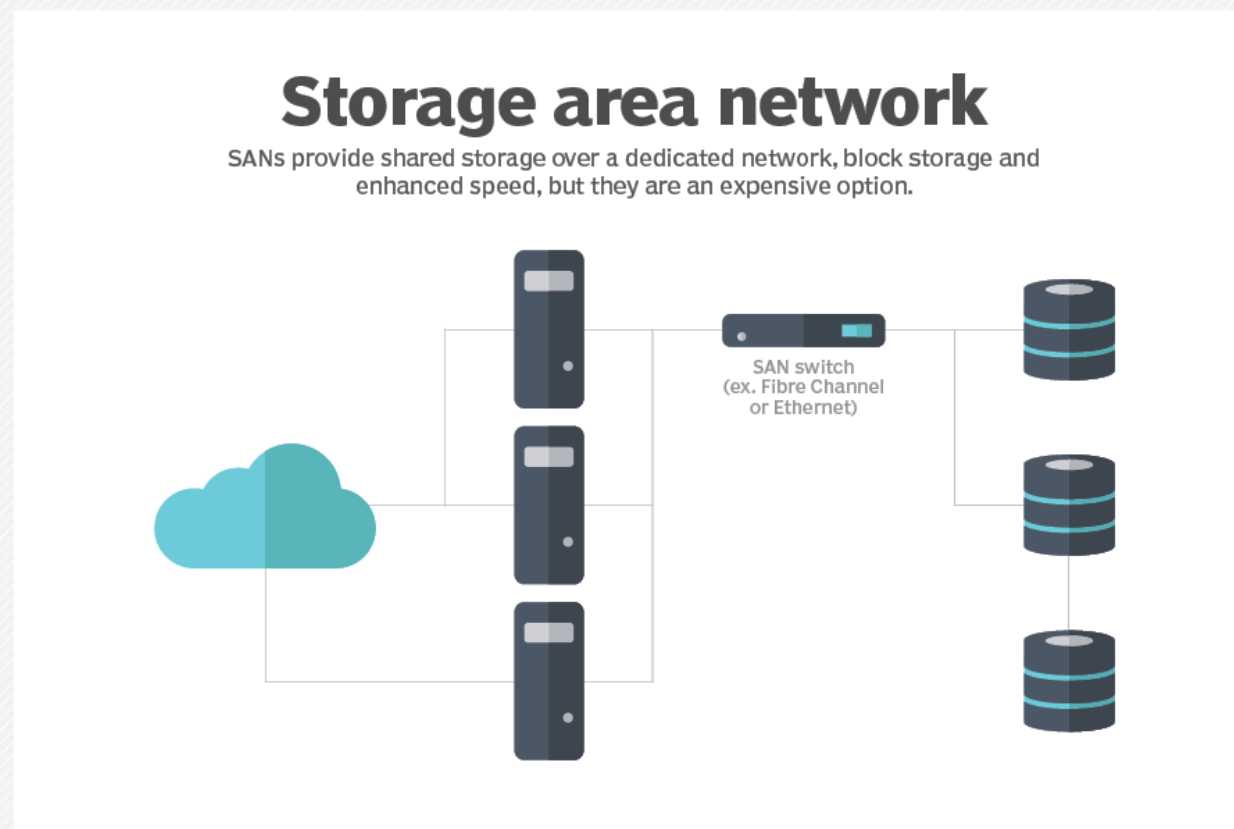 Storage area network
SANs provide shared storage over a dedicated network, block storage and
enhanced speed, but they are an expensive option.
SAN switch
(ex. Fibre Channel
or Ethernet)